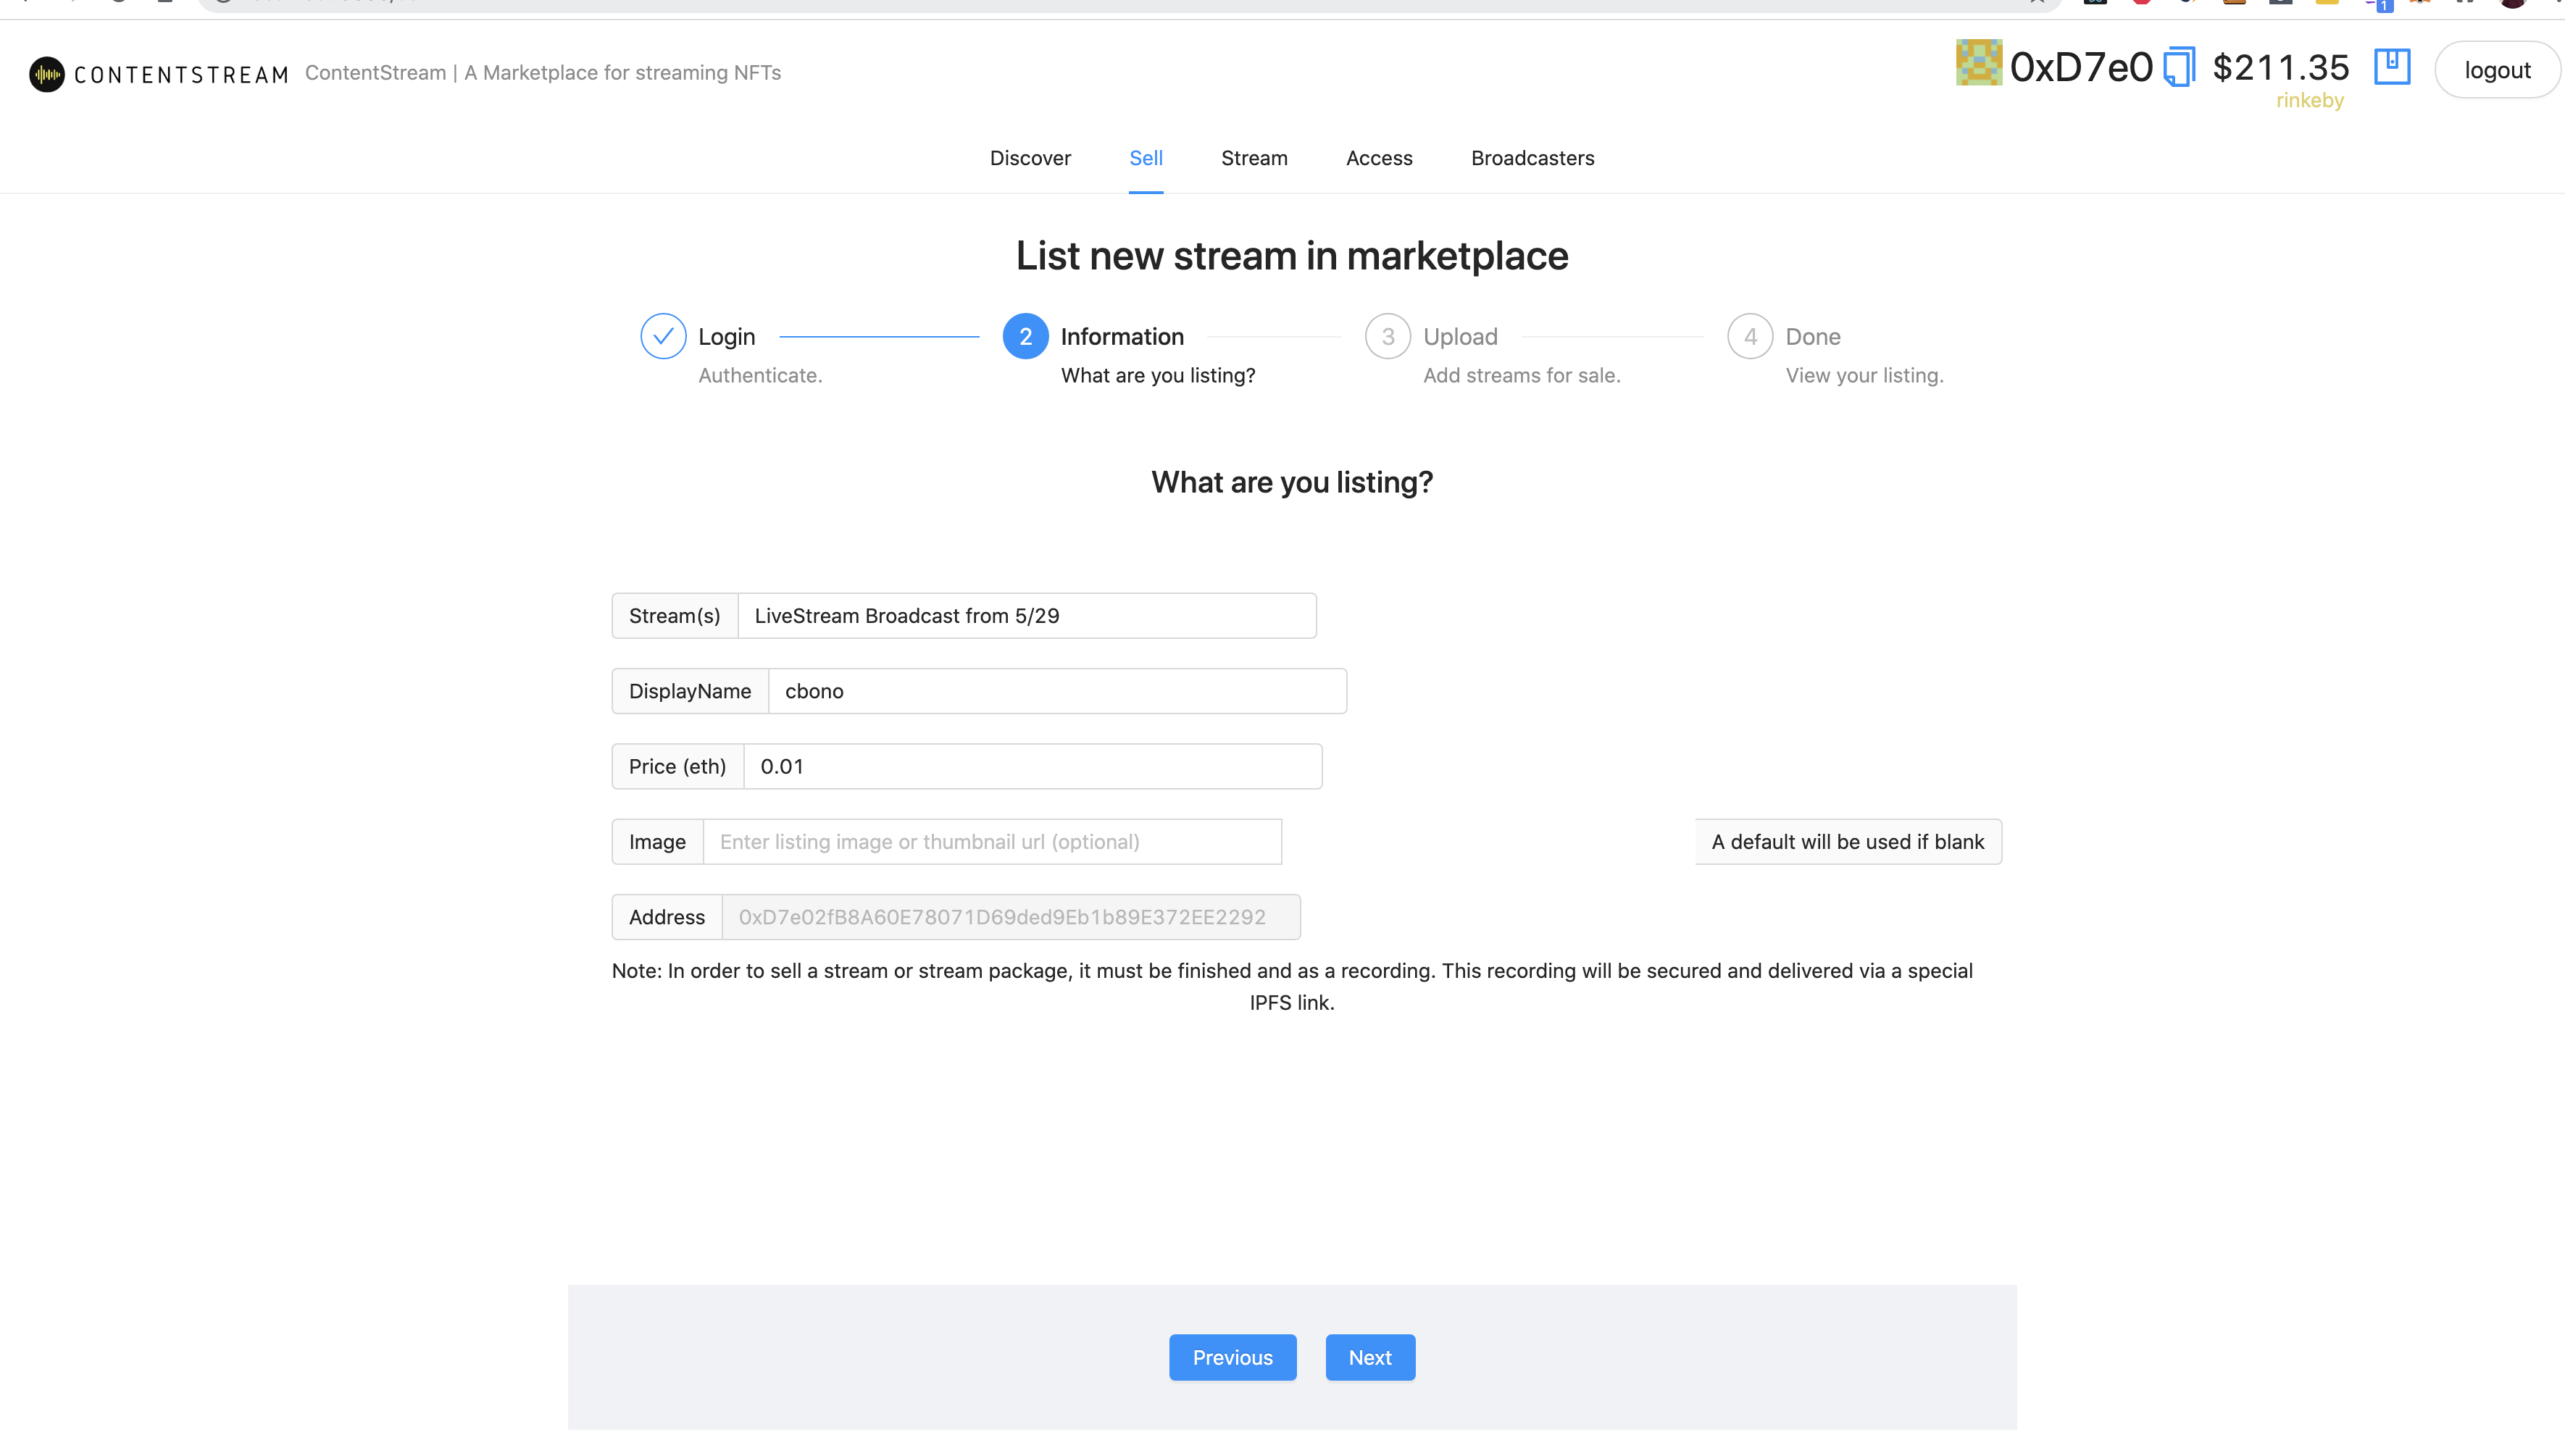 CONTENTSTREAM ContentStream | A Marketplace for streaming NFTs
0xD7e0 $211.35 logout
rinkeby
Discover Sell Stream Access Broadcasters
List new stream in marketplace
Login 2 Information 3 Upload 4 Done
Authenticate. What are you listing? Add streams for sale. View your listing.
What are you listing?
Stream(s) LiveStream Broadcast from 5/29
DisplayName cbono
Price (eth) 0.01
Image Enter listing image or thumbnail url (optional) A default will be used if blank
Address 0xD7e02fB8A60E78071D69ded9Eb1b89E372EE2292
Note: In order to sell a stream or stream package, it must be finished and as a recording. This recording will be secured and delivered via a special
IPFS link.
Previous Next